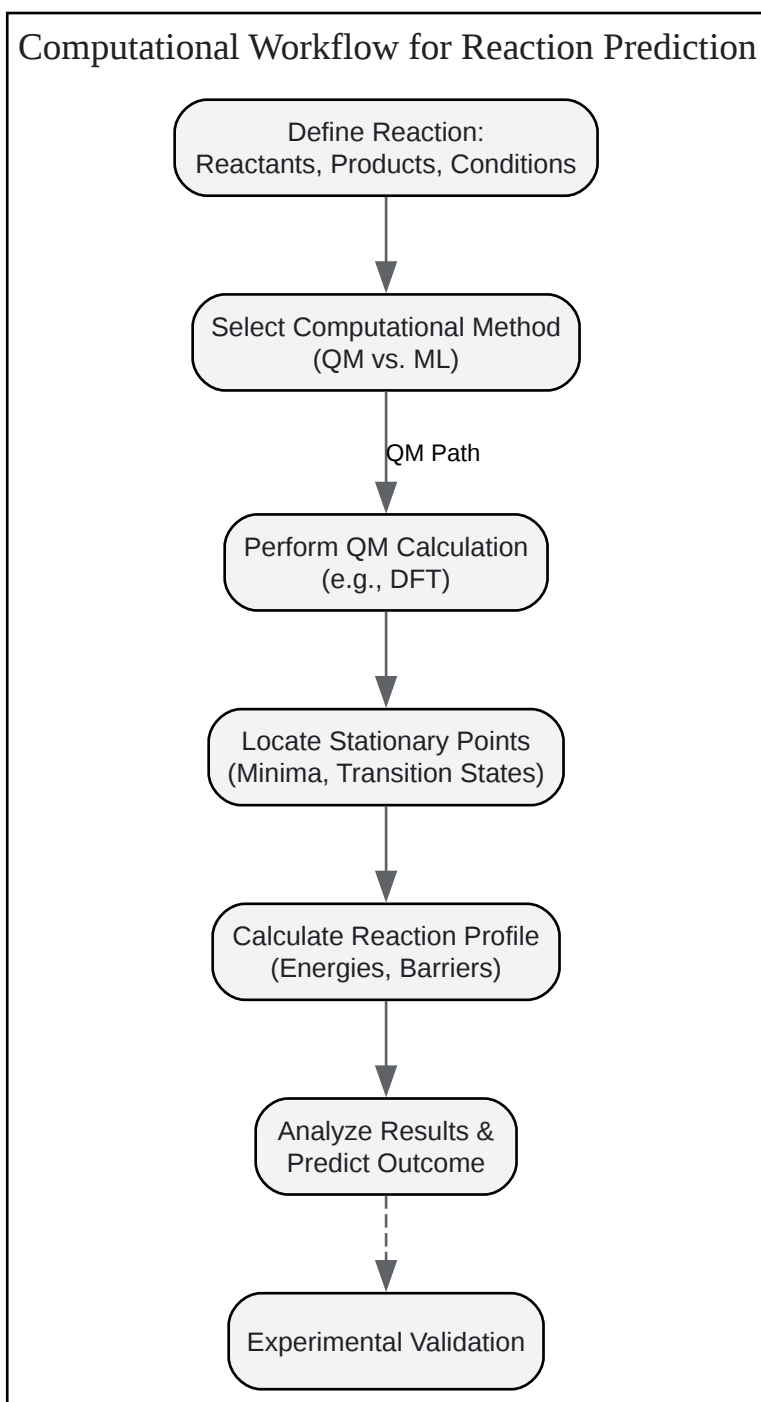 Computational Workflow for Reaction Prediction
Define Reaction:
Reactants, Products, Conditions
Select Computational Method
(QM vs. ML)
QM Path
Perform QM Calculation
(e.g., DFT)
Locate Stationary Points
(Minima, Transition States)
Calculate Reaction Profile
(Energies, Barriers)
Analyze Results &
Predict Outcome
Experimental Validation